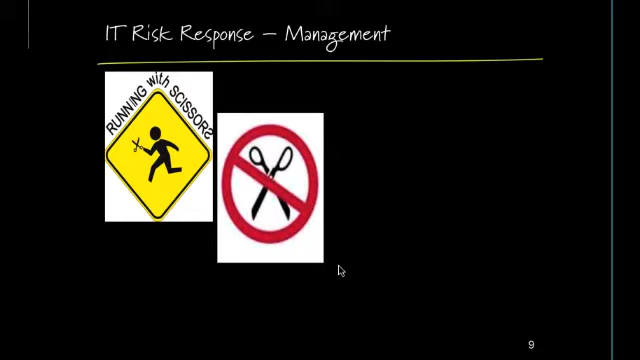 IT Risk Response – Management
RUNNING with SCISSORS
9